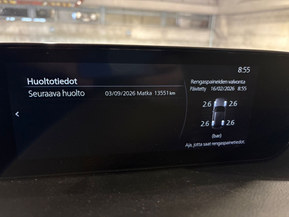 8:55
Huoltotiedot
Seuraava huolto 03/09/2026 Matka 13551 km
Rengaspaineiden valvonta
Päivitetty 16/02/2026 8:55
2.6 2.6
2.6 2.6
(bar)
Aja, jotta saat rengaspainetiedot.